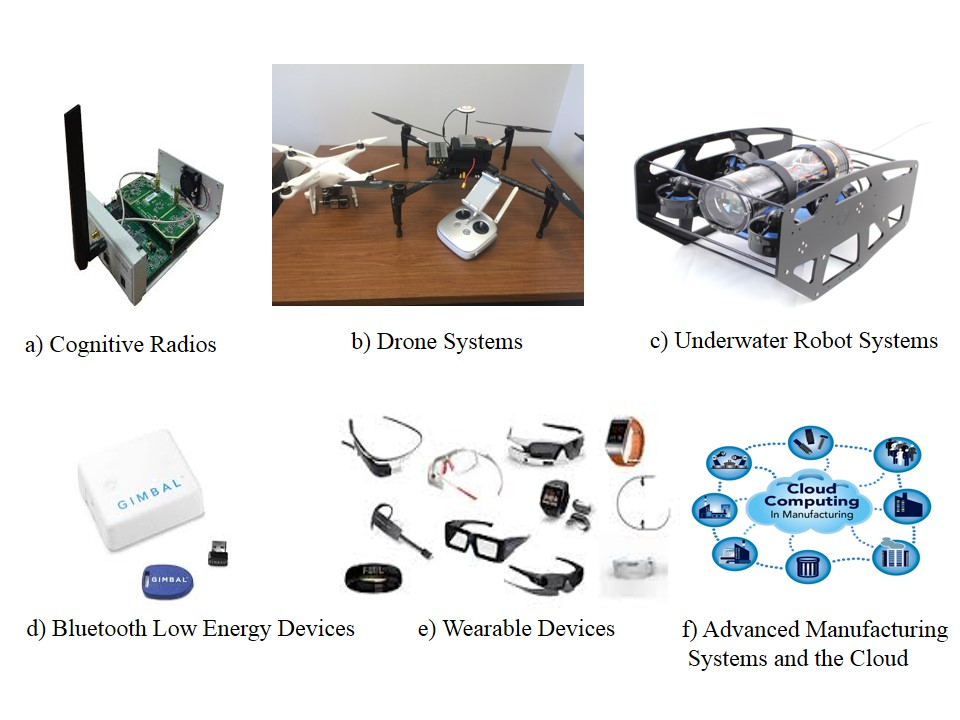 a) Cognitive Radios
b) Drone Systems
c) Underwater Robot Systems
GIMBAL
GIMBAL
Cloud
Computing
In Manufacturing
d) Bluetooth Low Energy Devices
e) Wearable Devices
f) Advanced Manufacturing
Systems and the Cloud